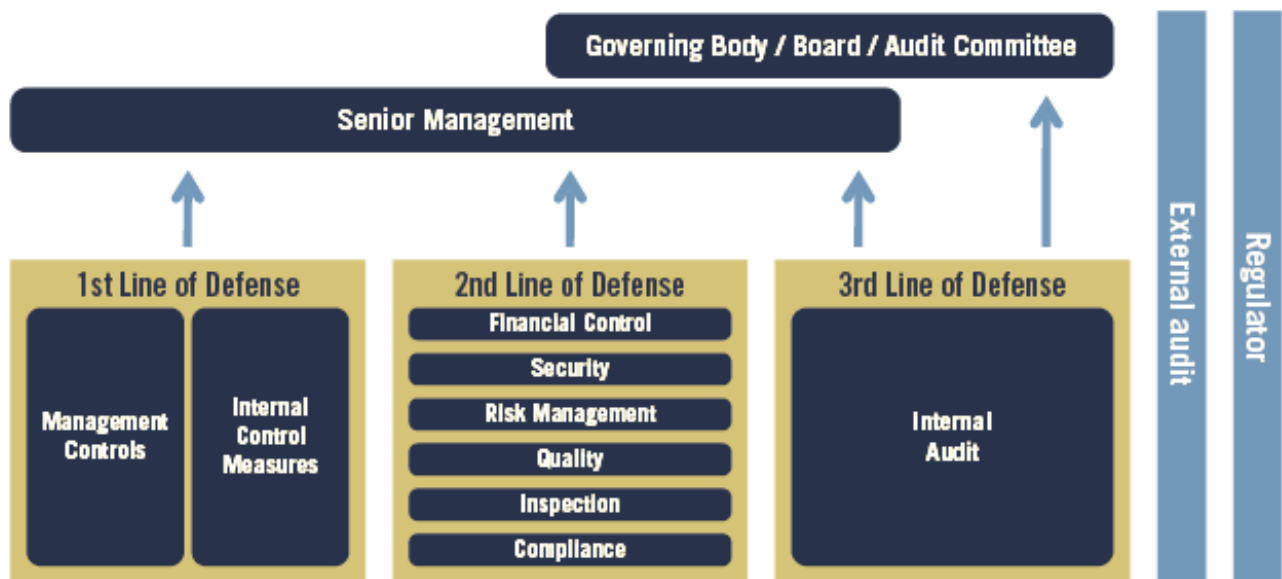 Governing Body / Board / Audit Committee
Senior Management
1st Line of Defense
Management
Controls
Internal
Control
Measures
2nd Line of Defense
Financial Control
Security
Risk Management
Quality
Inspection
Compliance
3rd Line of Defense
Internal
Audit
External audit
Regulator